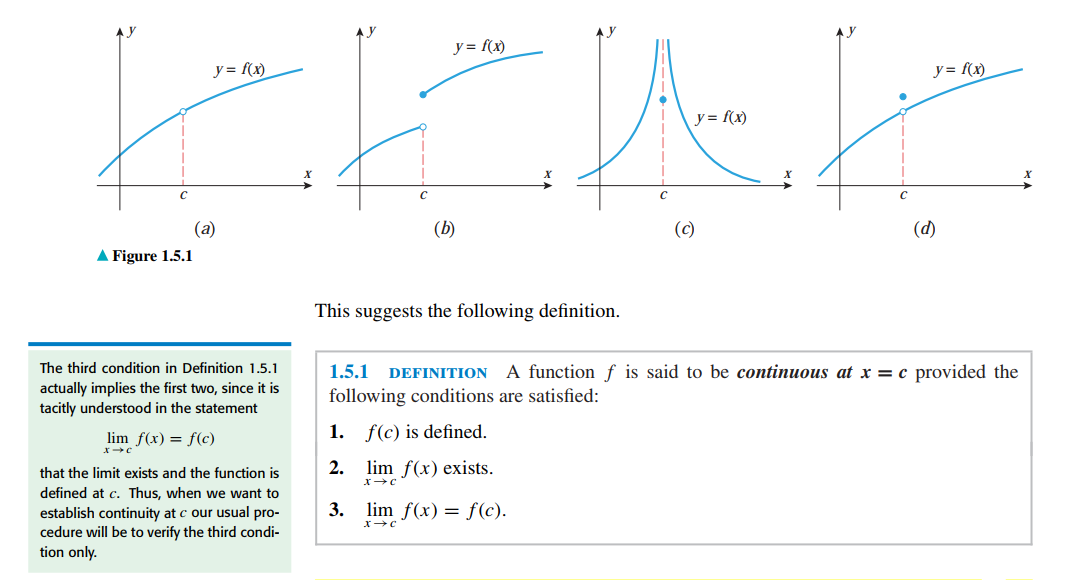 y
y = f(x)
x
c
(a)
y
y = f(x)
x
c
(b)
y
y = f(x)
x
c
(c)
y
y = f(x)
x
c
(d)
▲ Figure 1.5.1
This suggests the following definition.
The third condition in Definition 1.5.1
actually implies the first two, since it is
tacitly understood in the statement
lim f(x) = f(c)
x→c
that the limit exists and the function is
defined at c. Thus, when we want to
establish continuity at c our usual pro-
cedure will be to verify the third condi-
tion only.
1.5.1 DEFINITION A function f is said to be continuous at x = c provided the
following conditions are satisfied:
1. f(c) is defined.
2. lim f(x) exists.
x→c
3. lim f(x) = f(c).
x→c